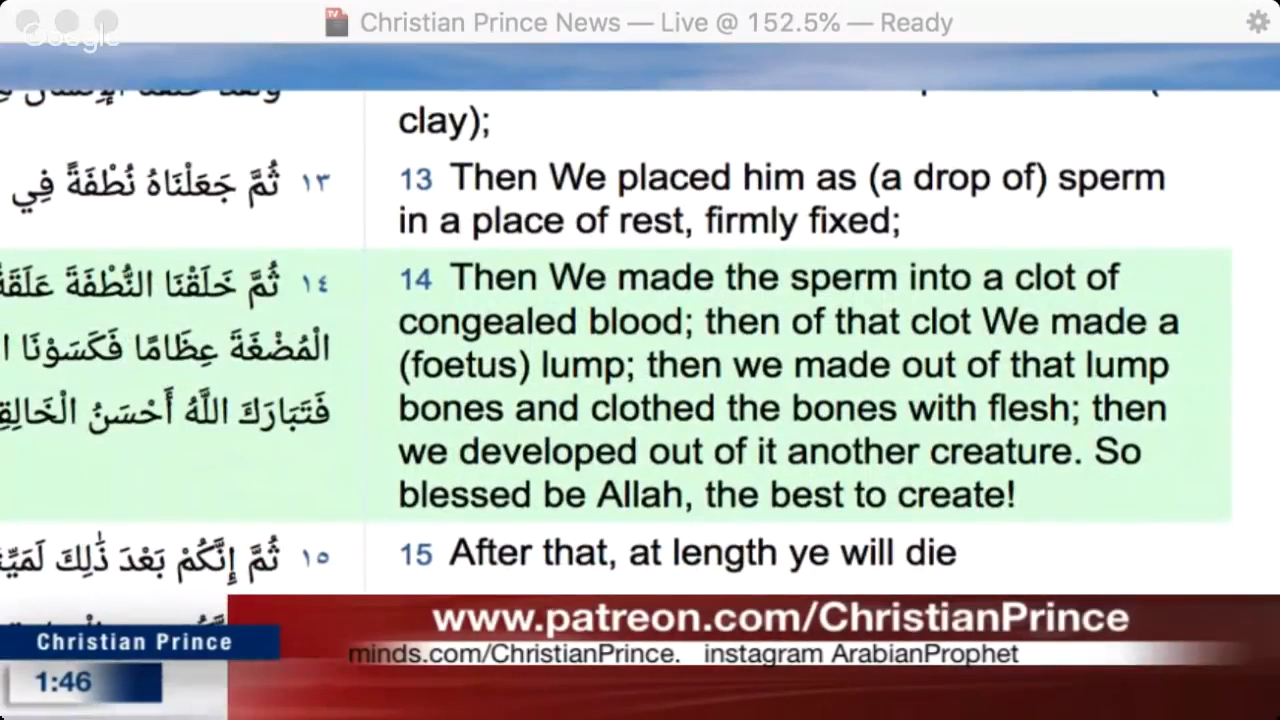 Christian Prince News — Live @ 152.5% — Ready
Google
clay);
ثُمَّ جَعَلْنَاهُ نُطْفَةً فِي ١٣
13 Then We placed him as (a drop of) sperm
in a place of rest, firmly fixed;
ثُمَّ خَلَقْنَا النُّطْفَةَ عَلَقَةً ١٤
الْمُضْغَةَ عِظَامًا فَكَسَوْنَا
فَتَبَارَكَ اللَّهُ أَحْسَنُ
14 Then We made the sperm into a clot of
congealed blood; then of that clot We made a
(foetus) lump; then we made out of that lump
bones and clothed the bones with flesh; then
we developed out of it another creature. So
blessed be Allah, the best to create!
ثُمَّ إِنَّكُمْ بَعْدَ ذَٰلِكَ ١٥
15 After that, at length ye will die
www.patreon.com/ChristianPrince
Christian Prince
minds.com/ChristianPrince. instagram ArabianProphet
1:46